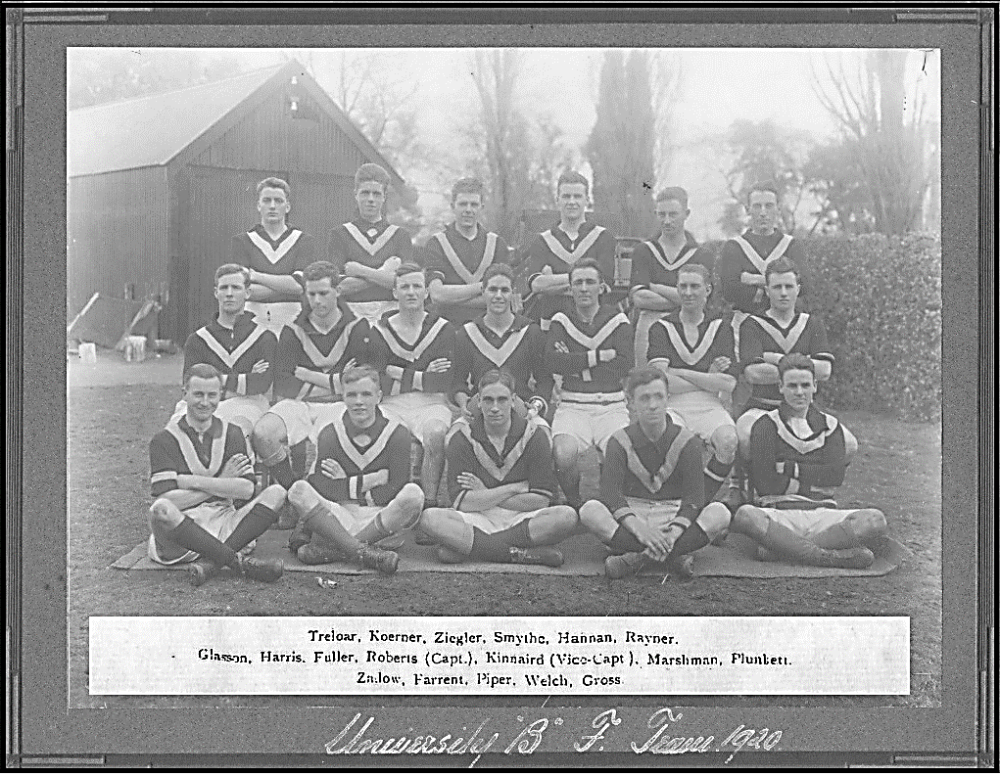 Treloar, Koerner, Ziegler, Smythe, Hannan, Rayner.
Glasson, Harris, Fuller, Roberts (Capt.), Kinnaird (Vice-Capt.), Marshman, Plunkett.
Zadow, Farrent, Piper, Welch, Gross.
University "B" F. Team 1920